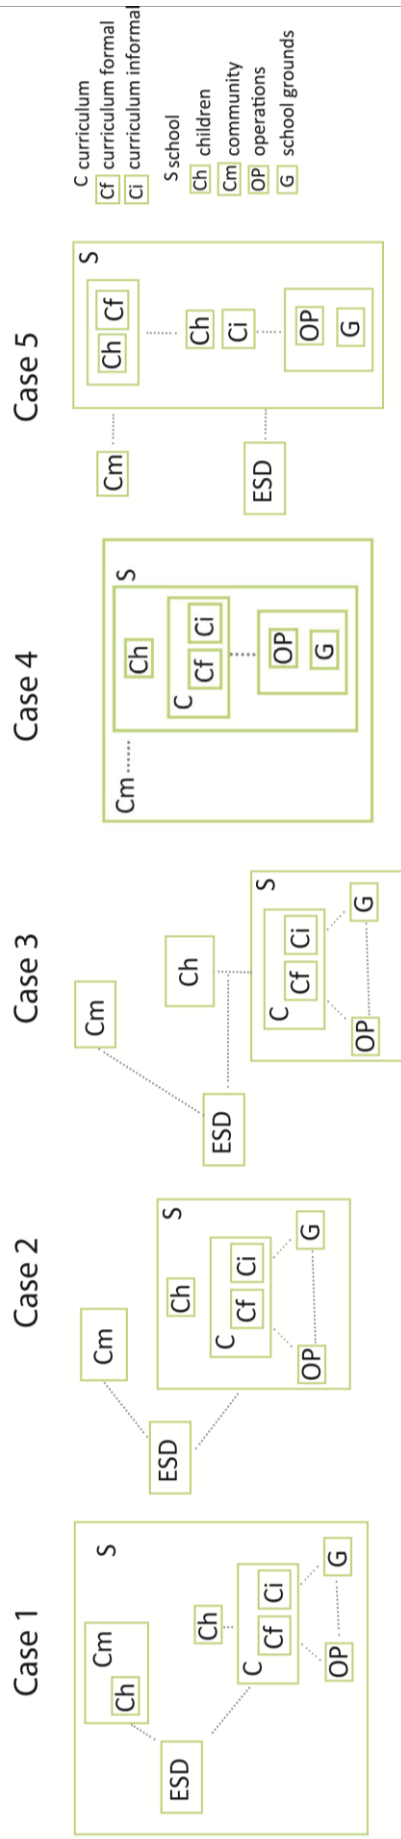 Case 1
S
Cm
Ch
ESD
Ch
C
Cf
Ci
OP
G
Case 2
Cm
ESD
S
Ch
C
Cf
Ci
OP
G
Case 3
Cm
Ch
ESD
S
C
Cf
Ci
OP
G
Case 4
S
Cm
Ch
C
Cf
Ci
OP
G
Case 5
S
Cm
Ch
Cf
Ch
Ci
ESD
OP
G
C curriculum
Cf curriculum formal
Ci curriculum informal
S school
Ch children
Cm community
OP operations
G school grounds